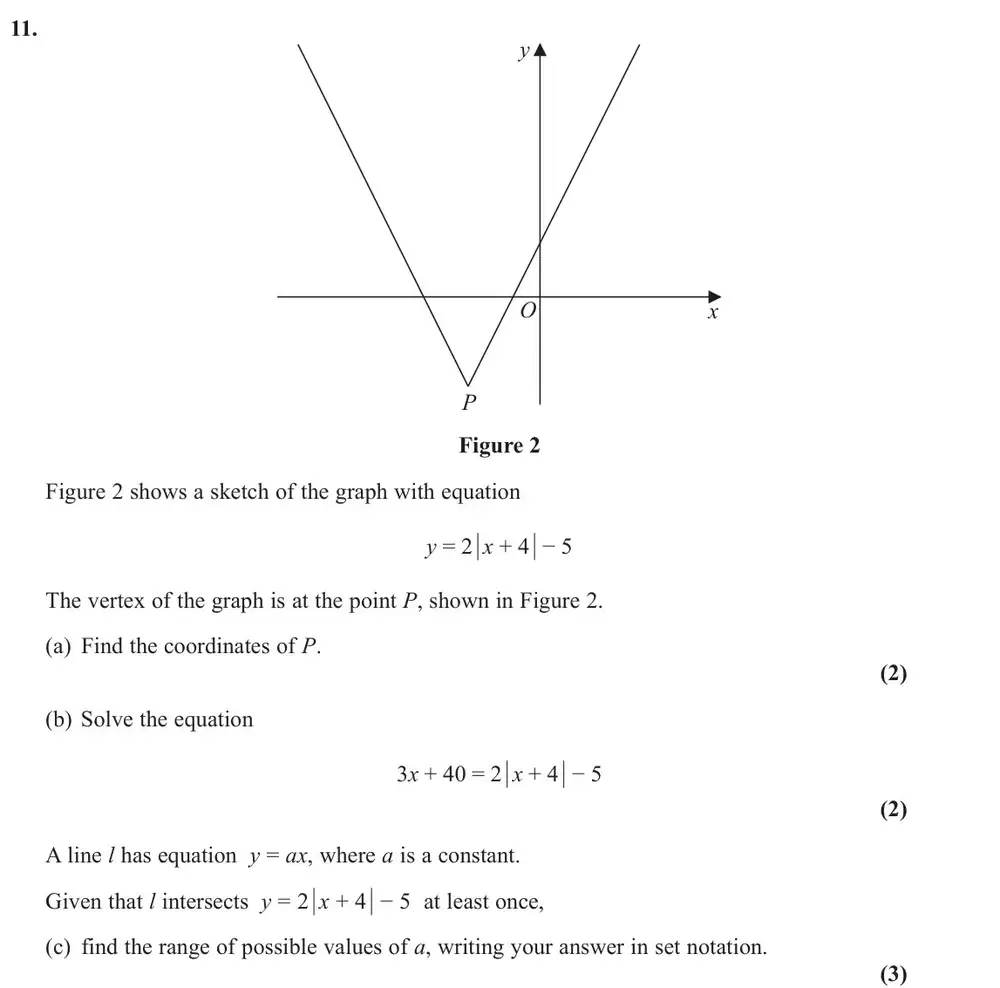 11.
y
O
x
P
Figure 2
Figure 2 shows a sketch of the graph with equation
y = 2|x + 4| − 5
The vertex of the graph is at the point P, shown in Figure 2.
(a) Find the coordinates of P.
(2)
(b) Solve the equation
3x + 40 = 2|x + 4| − 5
(2)
A line l has equation y = ax, where a is a constant.
Given that l intersects y = 2|x + 4| − 5 at least once,
(c) find the range of possible values of a, writing your answer in set notation.
(3)